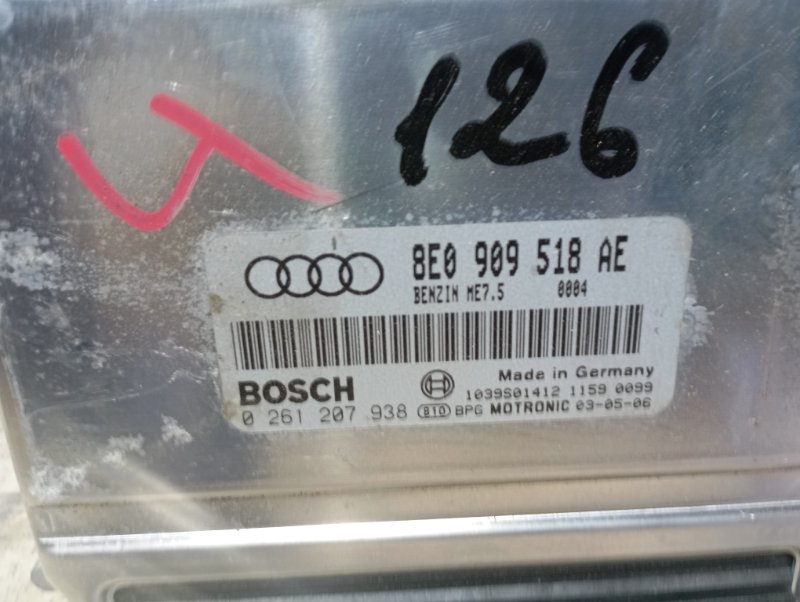 126
8E0 909 518 AE
BENZIN ME7.5 0004
Made in Germany
BOSCH
1039S01412 1159 0099
0 261 207 938 810 BPG MOTRONIC 03-05-06